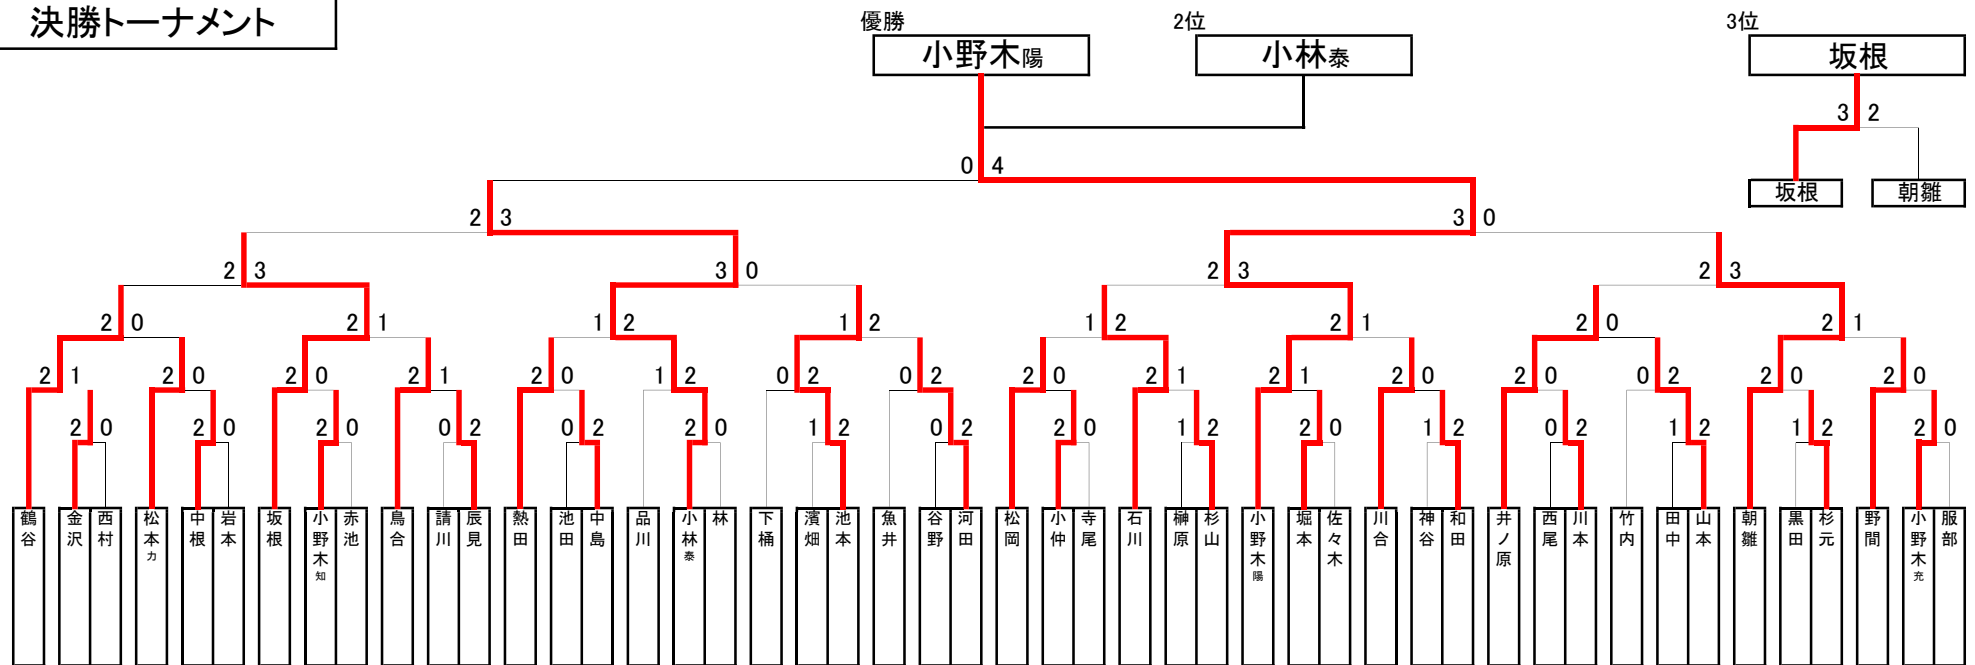 決勝トーナメント
優勝 2位 3位
小野木陽 小林泰 坂根
3 2
0 4
坂根 朝雛
2 3 3 0
2 3 3 0 2 3 2 3
2 0 2 1 1 2 1 2 1 2 2 1 2 0 2 1
2 1 2 0 2 0 2 1 2 0 1 2 0 2 0 2 2 0 2 1 2 1 2 0 2 0 0 2 2 0 2 0
2 0 2 0 2 0 0 2 0 2 2 0 1 2 0 2 2 0 1 2 2 0 1 2 0 2 1 2 1 2 2 0
鶴谷
金沢
西村
松本カ
中根
岩本
坂根
小野木知
赤池
鳥合
請川
辰見
熱田
池田
中島
品川
小林泰
林
下桶
濱畑
池本
魚井
谷野
河田
松岡
小仲
寺尾
石川
榊原
杉山
小野木陽
堀本
佐々木
川合
神谷
和田
井ノ原
西尾
川本
竹内
田中
山本
朝雛
黒田
杉元
野間
小野木充
服部